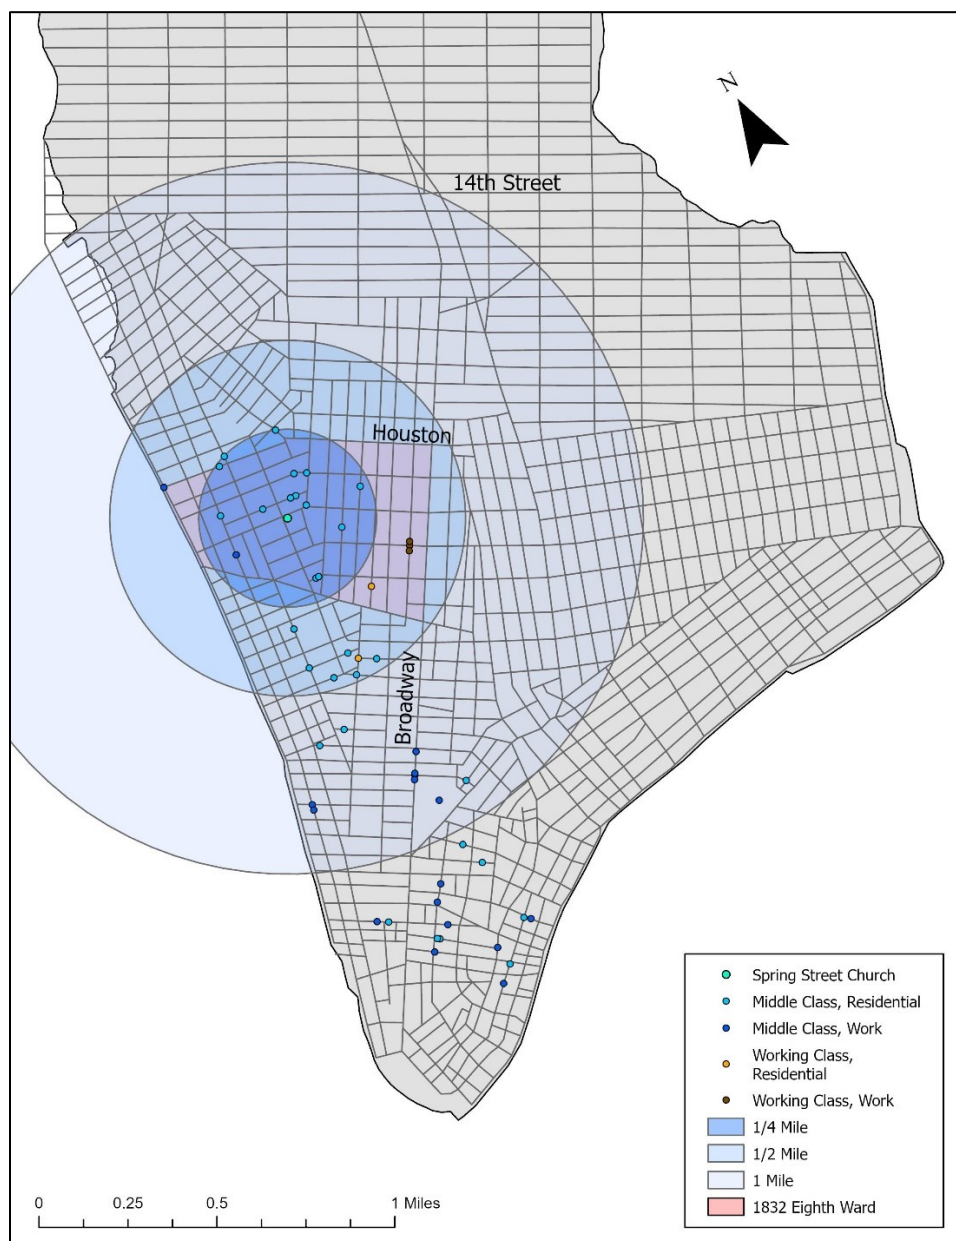 N
14th Street
Houston
Broadway
Spring Street Church
Middle Class, Residential
Middle Class, Work
Working Class,
Residential
Working Class, Work
1/4 Mile
1/2 Mile
1 Mile
1832 Eighth Ward
0 0.25 0.5 1 Miles